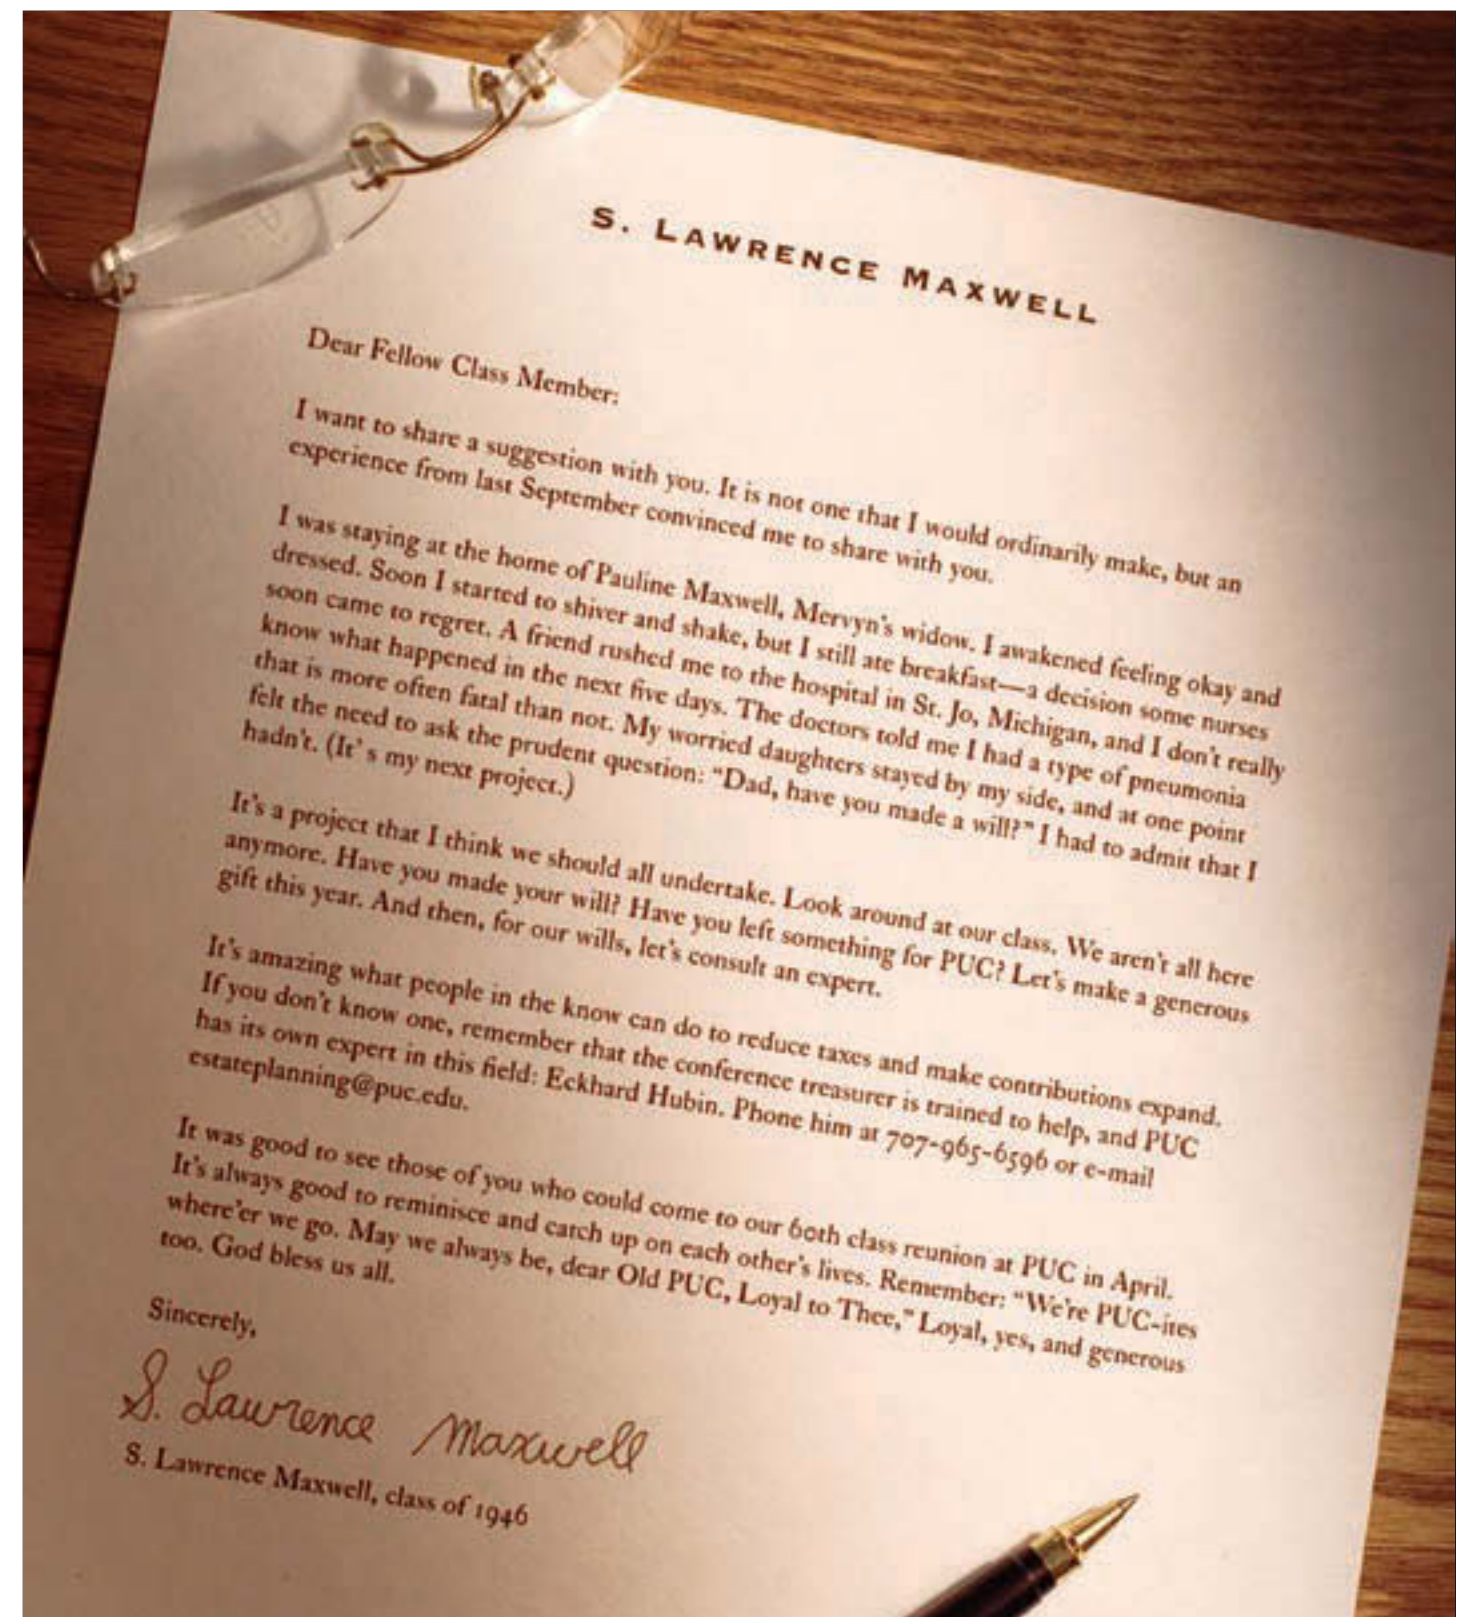 S. LAWRENCE MAXWELL
Dear Fellow Class Member:
I want to share a suggestion with you. It is not one that I would ordinarily make, but an
experience from last September convinced me to share with you.
I was staying at the home of Pauline Maxwell, Mervyn's widow. I awakened feeling okay and
dressed. Soon I started to shiver and shake, but I still ate breakfast—a decision some nurses
soon came to regret. A friend rushed me to the hospital in St. Jo, Michigan, and I don't really
know what happened in the next five days. The doctors told me I had a type of pneumonia
that is more often fatal than not. My worried daughters stayed by my side, and at one point
felt the need to ask the prudent question: "Dad, have you made a will?" I had to admit that I
hadn't. (It' s my next project.)
It's a project that I think we should all undertake. Look around at our class. We aren't all here
anymore. Have you made your will? Have you left something for PUC? Let's make a generous
gift this year. And then, for our wills, let's consult an expert.
It's amazing what people in the know can do to reduce taxes and make contributions expand.
If you don't know one, remember that the conference treasurer is trained to help, and PUC
has its own expert in this field: Eckhard Hubin. Phone him at 707-965-6596 or e-mail
estateplanning@puc.edu.
It was good to see those of you who could come to our 60th class reunion at PUC in April.
It's always good to reminisce and catch up on each other's lives. Remember: "We're PUC-ites
where'er we go. May we always be, dear Old PUC, Loyal to Thee," Loyal, yes, and generous
too. God bless us all.
Sincerely,
S. Lawrence Maxwell
S. Lawrence Maxwell, class of 1946